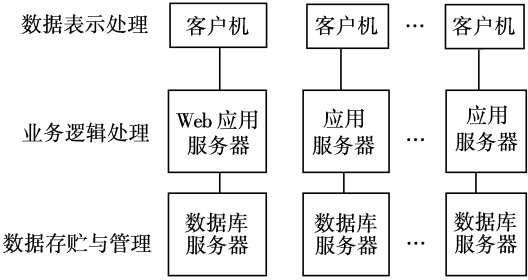 数据表示处理 客户机 客户机 … 客户机
业务逻辑处理 Web 应用 应用 … 应用
服务器 服务器 服务器
数据存贮与管理 数据库 数据库 … 数据库
服务器 服务器 服务器